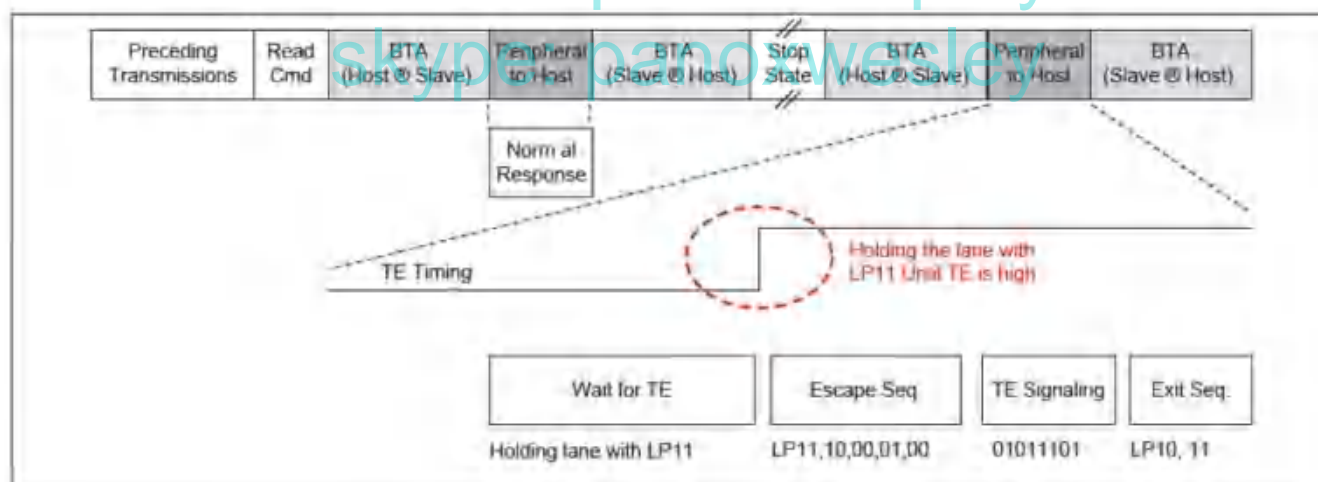 Preceding Transmissions
Read Cmd
BTA (Host ® Slave)
Peripheral to Host
BTA (Slave ® Host)
Stop State
BTA (Host ® Slave)
Peripheral to Host
BTA (Slave ® Host)
skype panoxwesley
Norm al
Response
TE Timing
Holding the lane with
LP11 Until TE is high
Wait for TE
Escape Seq
TE Signaling
Exit Seq.
Holding lane with LP11
LP11,10,00,01,00
01011101
LP10, 11